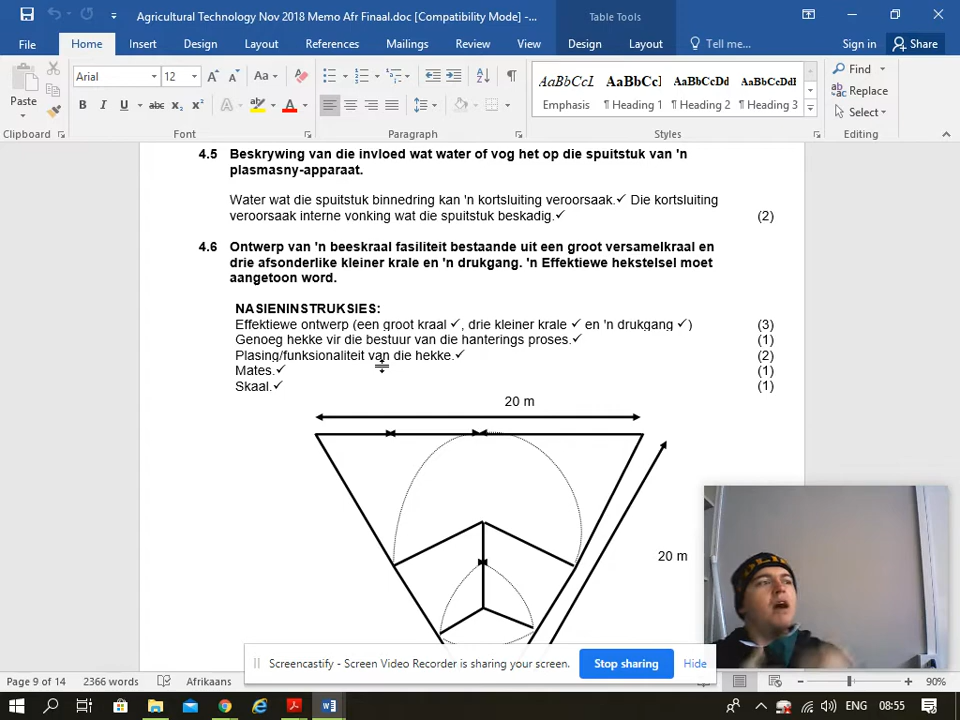 Agricultural Technology Nov 2018 Memo Afr Finaal.doc [Compatibility Mode] -...
Table Tools
File
Home
Insert
Design
Layout
References
Mailings
Review
View
Design
Layout
Tell me...
Sign in
Share
Paste
Arial
12
Aa
B I U abc x₂ x²
A
Clipboard
Font
Paragraph
AaBbCcI
AaBbCcI
AaBbCcDd
AaBbCcDdI
Emphasis
¶ Heading 1
¶ Heading 2
¶ Heading 3
Styles
Find
Replace
Select
Editing
4.5 Beskrywing van die invloed wat water of vog het op die spuitstuk van 'n
plasmasny-apparaat.
Water wat die spuitstuk binnedring kan 'n kortsluiting veroorsaak.✓ Die kortsluiting
veroorsaak interne vonking wat die spuitstuk beskadig.✓ (2)
4.6 Ontwerp van 'n beeskraal fasiliteit bestaande uit een groot versamelkraal en
drie afsonderlike kleiner krale en 'n drukgang. 'n Effektiewe hekstelsel moet
aangetoon word.
NASIENINSTRUKSIES:
Effektiewe ontwerp (een groot kraal ✓, drie kleiner krale ✓ en 'n drukgang ✓) (3)
Genoeg hekke vir die bestuur van die hanterings proses.✓ (1)
Plasing/funksionaliteit van die hekke.✓ (2)
Mates.✓ (1)
Skaal.✓ (1)
20 m
20 m
Screencastify - Screen Video Recorder is sharing your screen.
Stop sharing
Hide
Page 9 of 14
2366 words
Afrikaans
90%
ENG
08:55